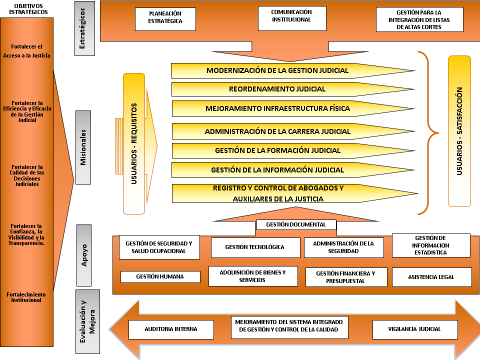 OBJETIVOS
ESTRATÉGICOS
Fortalecer el
Acceso a la Justicia
Fortalecer la
Eficiencia y Eficacia
de la Gestión
Judicial
Fortalecer la
Calidad de las
Decisiones
Judiciales
Fortalecer la
Confianza, la
Visibilidad y la
Transparencia.
Fortalecimiento
Institucional
Estratégicos
PLANEACIÓN
ESTRATÉGICA
COMUNICACIÓN
INSTITUCIONAL
GESTIÓN PARA LA
INTEGRACIÓN DE LISTAS
DE ALTAS CORTES
Misionales
USUARIOS - REQUISITOS
MODERNIZACIÓN DE LA GESTION JUDICIAL
REORDENAMIENTO JUDICIAL
MEJORAMIENTO INFRAESTRUCTURA FÍSICA
ADMINISTRACIÓN DE LA CARRERA JUDICIAL
GESTIÓN DE LA FORMACIÓN JUDICIAL
GESTIÓN DE LA INFORMACIÓN JUDICIAL
REGISTRO Y CONTROL DE ABOGADOS Y
AUXILIARES DE LA JUSTICIA
USUARIOS - SATISFACCIÓN
Apoyo
GESTIÓN DOCUMENTAL
GESTIÓN DE SEGURIDAD Y
SALUD OCUPACIONAL
GESTIÓN TECNOLÓGICA
ADMINISTRACIÓN DE LA
SEGURIDAD
GESTIÓN DE
INFORMACIÓN
ESTADISTICA
GESTIÓN HUMANA
ADQUISICIÓN DE BIENES Y
SERVICIOS
GESTIÓN FINANCIERA Y
PRESUPUESTAL
ASISTENCIA LEGAL
Evaluación y
Mejora
AUDITORIA INTERNA
MEJORAMIENTO DEL SISTEMA INTEGRADO
DE GESTIÓN Y CONTROL DE LA CALIDAD
VIGILANCIA JUDICIAL